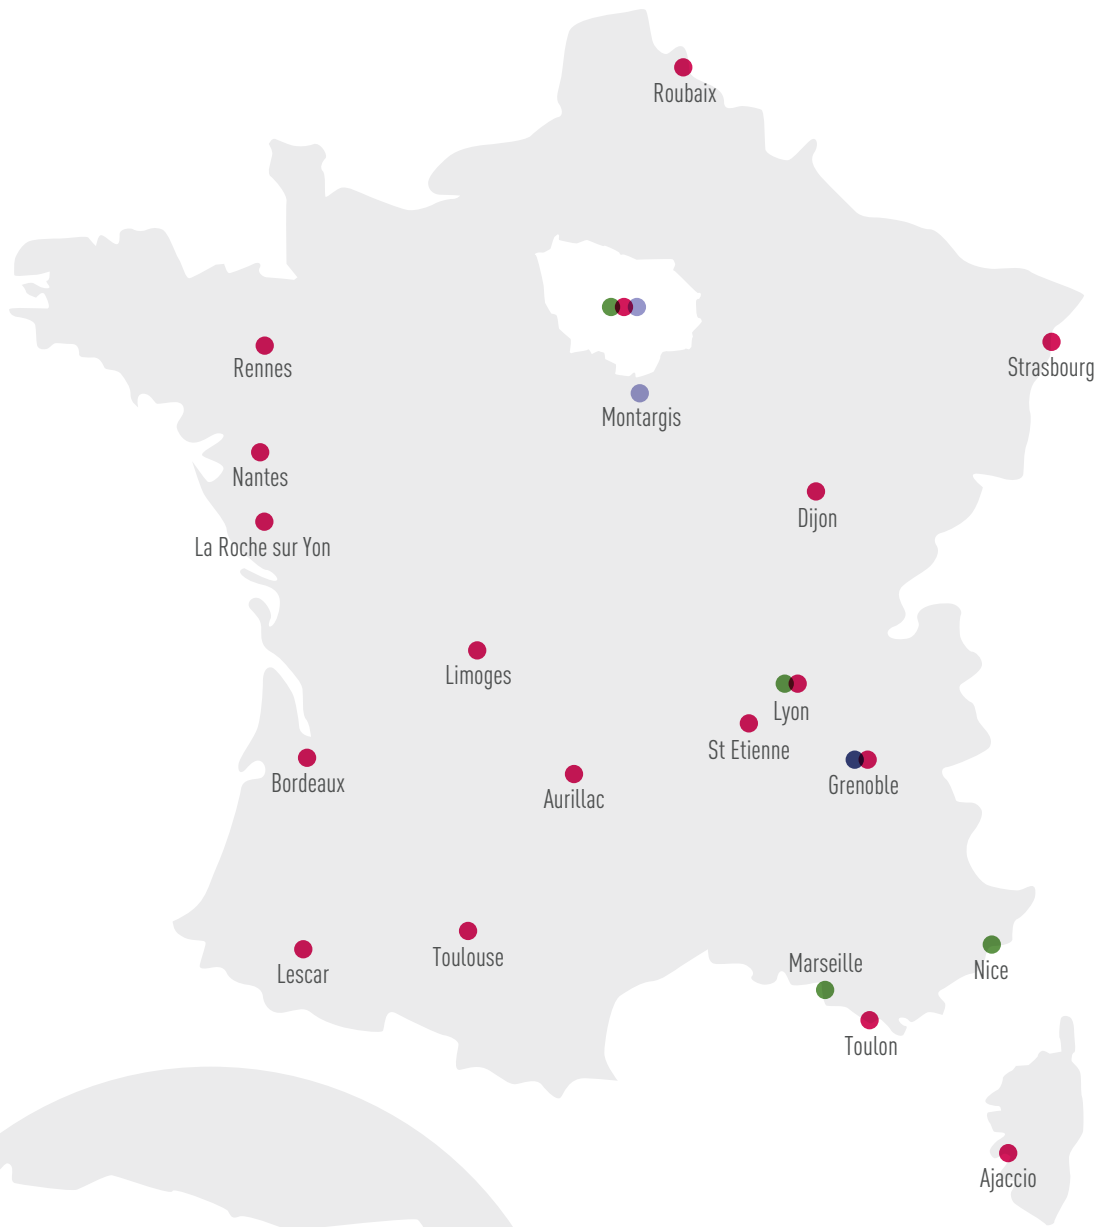 Roubaix
Rennes
Strasbourg
Montargis
Nantes
Dijon
La Roche sur Yon
Limoges
Lyon
St Etienne
Bordeaux
Grenoble
Aurillac
Toulouse
Marseille
Lescar
Nice
Toulon
Ajaccio